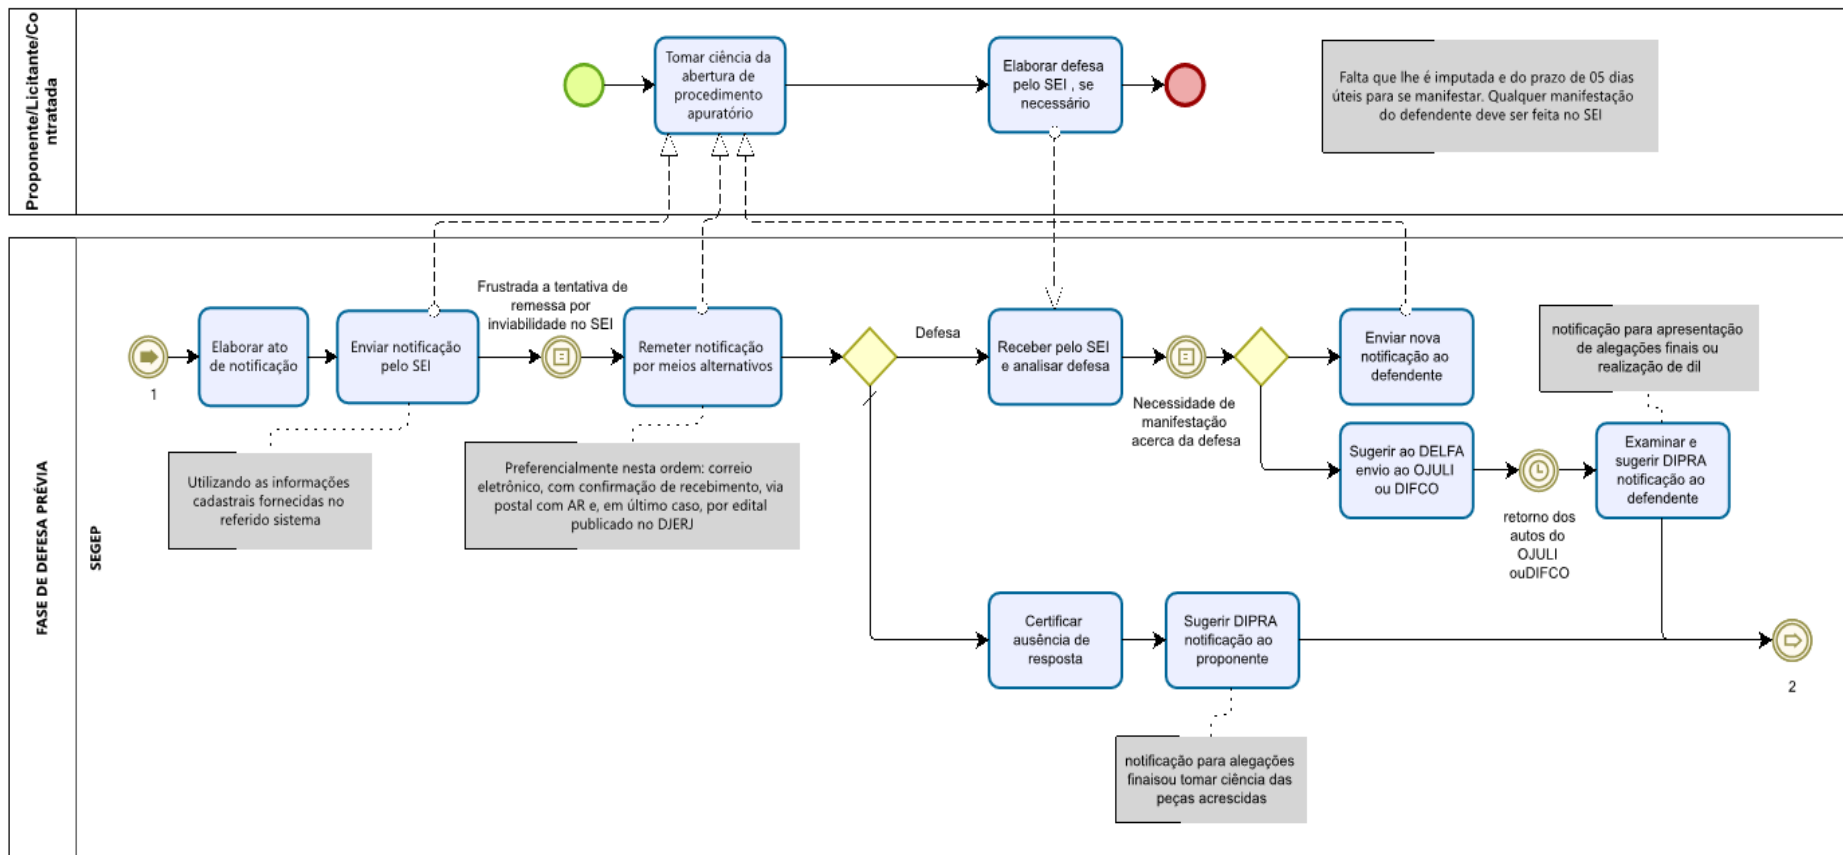 Proponente/Licitante/Co
ntratada
Tomar ciência da
abertura de
procedimento
apuratório
Elaborar defesa
pelo SEI , se
necessário
Falta que lhe é imputada e do prazo de 05 dias
úteis para se manifestar. Qualquer manifestação
do defendente deve ser feita no SEI
FASE DE DEFESA PRÉVIA
SEGEP
1
Elaborar ato
de notificação
Enviar notificação
pelo SEI
Frustrada a tentativa de
remessa por
inviabilidade no SEI
Remeter notificação
por meios alternativos
Defesa
Receber pelo SEI
e analisar defesa
Necessidade de
manifestação
acerca da defesa
Enviar nova
notificação ao
defendente
notificação para apresentação
de alegações finais ou
realização de dil
Utilizando as informações
cadastrais fornecidas no
referido sistema
Preferencialmente nesta ordem: correio
eletrônico, com confirmação de recebimento, via
postal com AR e, em último caso, por edital
publicado no DJERJ
Sugerir ao DELFA
envio ao OJULI
ou DIFCO
retorno dos
autos do
OJULI
ouDIFCO
Examinar e
sugerir DIPRA
notificação ao
defendente
Certificar
ausência de
resposta
Sugerir DIPRA
notificação ao
proponente
2
notificação para alegações
finaisou tomar ciência das
peças acrescidas